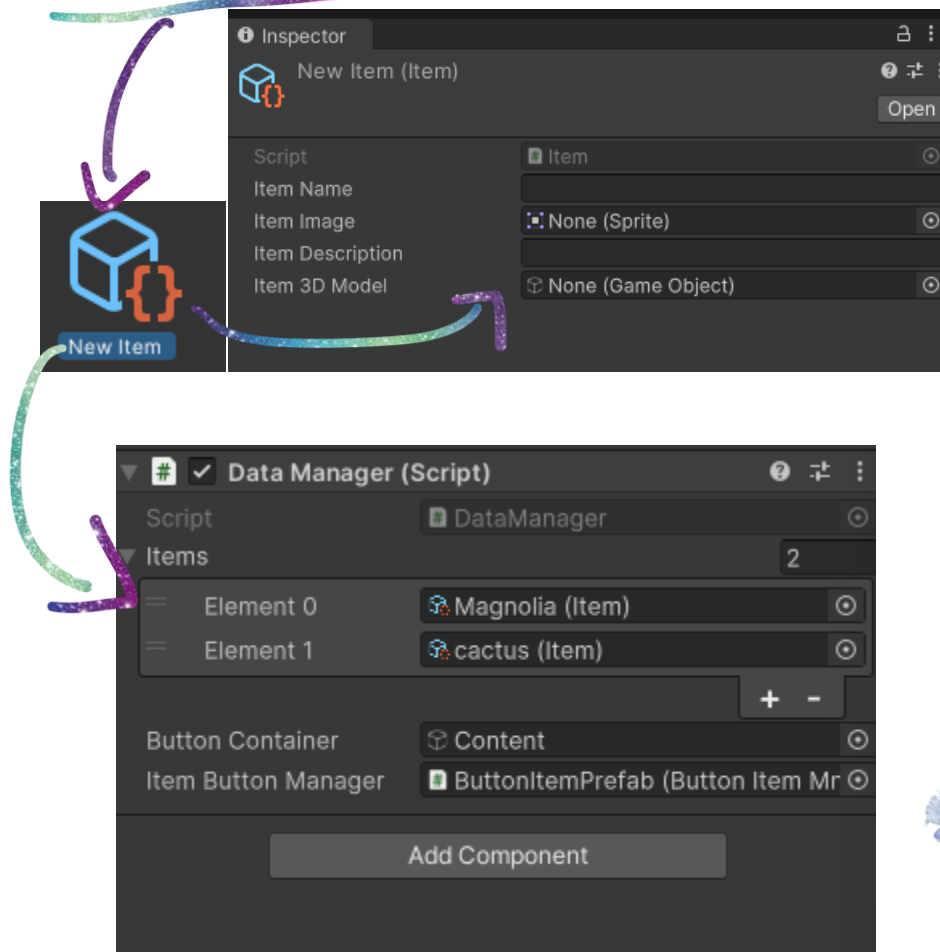 Inspector
New Item (Item)
Open
Script Item
Item Name
Item Image None (Sprite)
Item Description
Item 3D Model None (Game Object)
New Item
# Data Manager (Script)
Script # DataManager
Items 2
Element 0 Magnolia (Item)
Element 1 cactus (Item)
+ -
Button Container Content
Item Button Manager # ButtonItemPrefab (Button Item Mr
Add Component